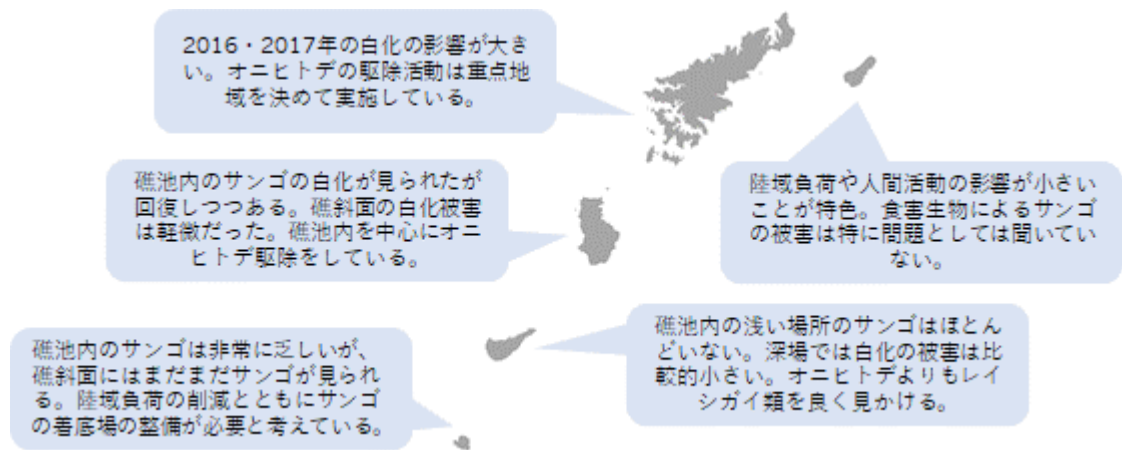 2016・2017年の白化の影響が大き
い。オニヒトデの駆除活動は重点地
域を決めて実施している。
礁池内のサンゴの白化が見られたが
回復しつつある。礁斜面の白化被害
は軽微だった。礁池内を中心にオニ
ヒトデ駆除をしている。
陸域負荷や人間活動の影響が小さい
ことが特色。食害生物によるサンゴ
の被害は特に問題としては聞いてい
ない。
礁池内の浅い場所のサンゴはほとん
どいない。深場では白化の被害は比
較的小さい。オニヒトデよりもレイ
シガイ類を良く見かける。
礁池内のサンゴは非常に乏しいが、
礁斜面にはまだまだサンゴが見られ
る。陸域負荷の削減とともにサンゴ
の着底場の整備が必要と考えている。